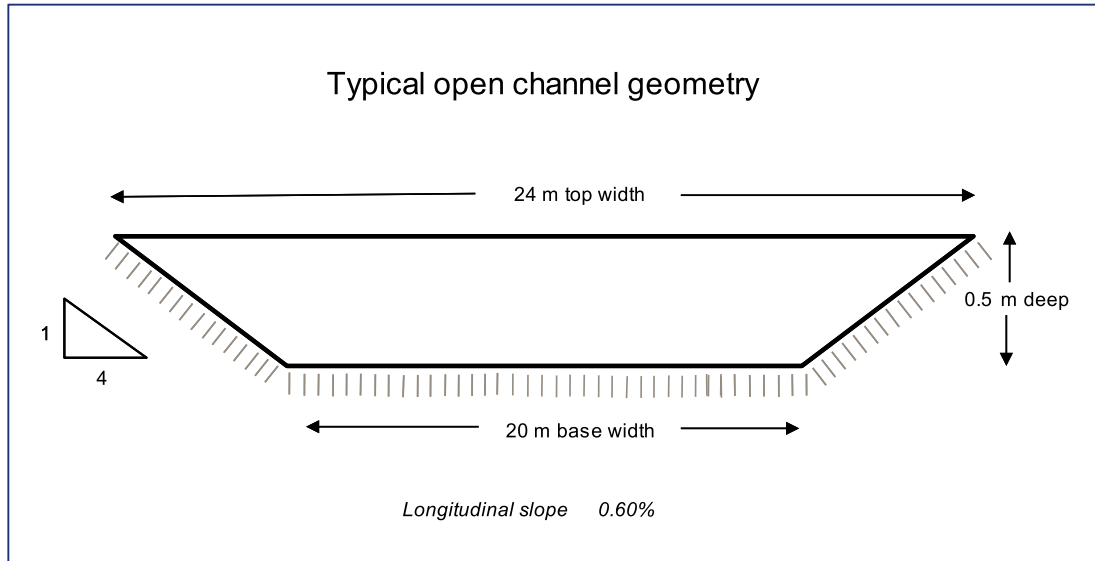 Typical open channel geometry
24 m top width
0.5 m deep
1
4
20 m base width
Longitudinal slope 0.60%